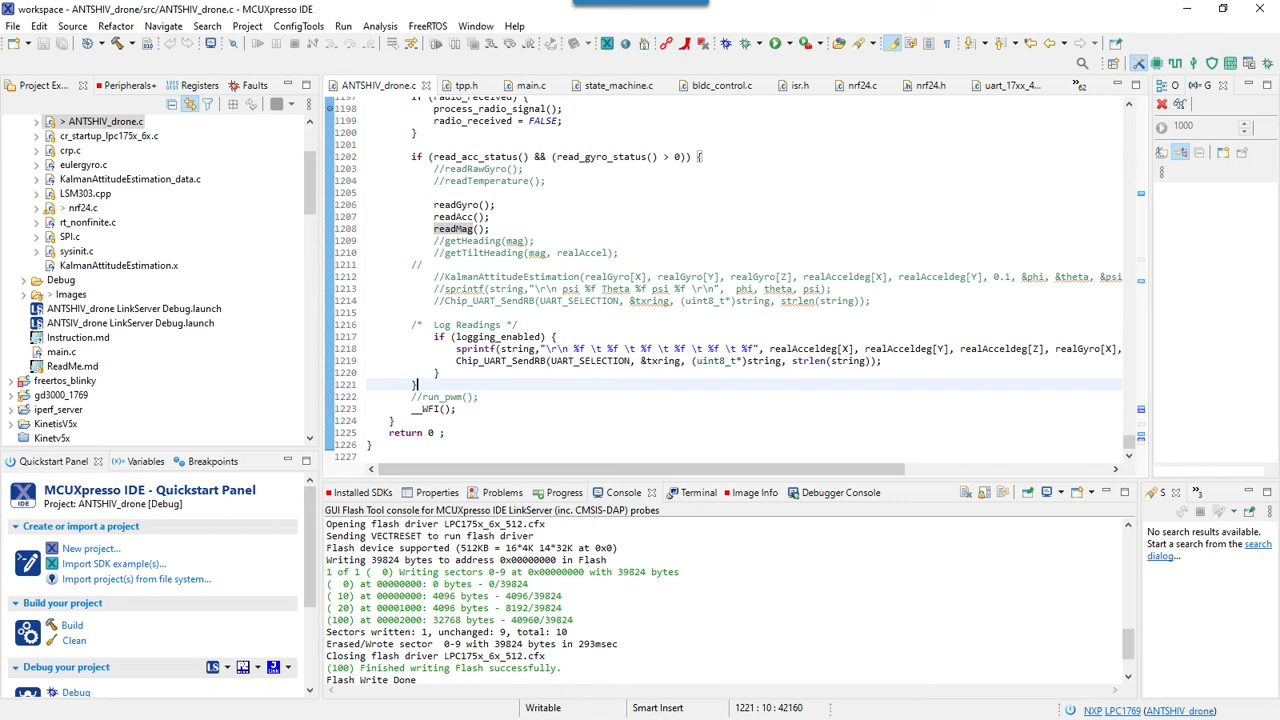 workspace - ANTSHIV_drone/src/ANTSHIV_drone.c - MCUXpresso IDE
File Edit Source Refactor Navigate Search Project ConfigTools Run Analysis FreeRTOS Window Help
Project Ex... Peripherals+ Registers Faults
> ANTSHIV_drone.c
cr_startup_lpc175x_6x.c
crp.c
eulergyro.c
KalmanAttitudeEstimation_data.c
LSM303.cpp
> nrf24.c
rt_nonfinite.c
SPI.c
sysinit.c
KalmanAttitudeEstimation.x
Debug
> Images
ANTSHIV_drone LinkServer Debug.launch
ANTSIV_drone LinkServer Debug.launch
Instruction.md
main.c
ReadMe.md
freertos_blinky
gd3000_1769
iperf_server
KinetisV5x
Kinetv5x
ANTSHIV_drone.c tpp.h main.c state_machine.c bldc_control.c isr.h nrf24.c nrf24.h uart_17xx_4... »62
1197 if (radio_received) {
1198 process_radio_signal();
1199 radio_received = FALSE;
1200 }
1201
1202 if (read_acc_status() && (read_gyro_status() > 0)) {
1203 //readRawGyro();
1204 //readTemperature();
1205
1206 readGyro();
1207 readAcc();
1208 readMag();
1209 //getHeading(mag);
1210 //getTiltHeading(mag, realAccel);
1211 //
1212 //KalmanAttitudeEstimation(realGyro[X], realGyro[Y], realGyro[Z], realAcceldeg[X], realAcceldeg[Y], 0.1, &phi, &theta, &psi
1213 //sprintf(string,"\r\n psi %f Theta %f psi %f \r\n", phi, theta, psi);
1214 //Chip_UART_SendRB(UART_SELECTION, &txring, (uint8_t*)string, strlen(string));
1215
1216 /* Log Readings */
1217 if (logging_enabled) {
1218 sprintf(string,"\r\n %f \t %f \t %f \t %f \t %f \t %f", realAcceldeg[X], realAcceldeg[Y], realAcceldeg[Z], realGyro[X],
1219 Chip_UART_SendRB(UART_SELECTION, &txring, (uint8_t*)string, strlen(string));
1220 }
1221 }
1222 //run_pwm();
1223 __WFI();
1224 }
1225 return 0 ;
1226 }
1227
O G
1000
Quickstart Panel (x)= Variables Breakpoints
IDE
MCUXpresso IDE - Quickstart Panel
Project: ANTSHIV_drone [Debug]
Create or import a project
New project...
Import SDK example(s)...
Import project(s) from file system...
Build your project
Build
Clean
Debug your project
LS
Debug
Installed SDKs Properties Problems Progress Console Terminal Image Info Debugger Console
GUI Flash Tool console for MCUXpresso IDE LinkServer (inc. CMSIS-DAP) probes
Opening flash driver LPC175x_6x_512.cfx
Sending VECTRESET to run flash driver
Flash device supported (512KB = 16*4K 14*32K at 0x0)
Writing 39824 bytes to address 0x00000000 in Flash
1 of 1 ( 0) Writing sectors 0-9 at 0x00000000 with 39824 bytes
( 0) at 00000000: 0 bytes - 0/39824
( 10) at 00000000: 4096 bytes - 4096/39824
( 20) at 00001000: 4096 bytes - 8192/39824
(100) at 00002000: 32768 bytes - 40960/39824
Sectors written: 1, unchanged: 9, total: 10
Erased/Wrote sector 0-9 with 39824 bytes in 293msec
Closing flash driver LPC175x_6x_512.cfx
(100) Finished writing Flash successfully.
Flash Write Done
S »3
No search results available.
Start a search from the search
dialog...
Writable Smart Insert 1221 : 10 : 42160 NXP LPC1769 (ANTSHIV_drone)